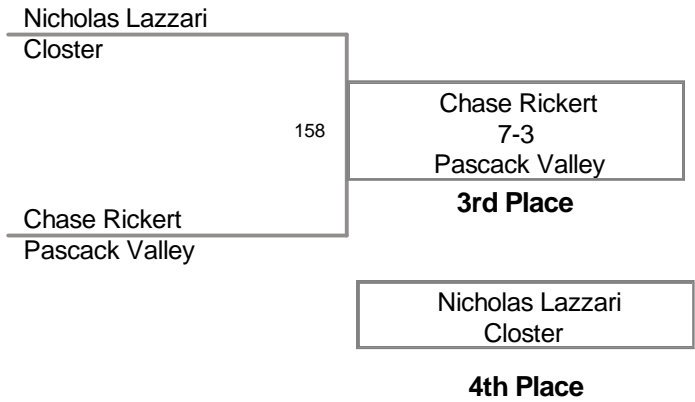 Nicholas Lazzari
Closter
158
Chase Rickert
7-3
Pascack Valley
3rd Place
Chase Rickert
Pascack Valley
Nicholas Lazzari
Closter
4th Place